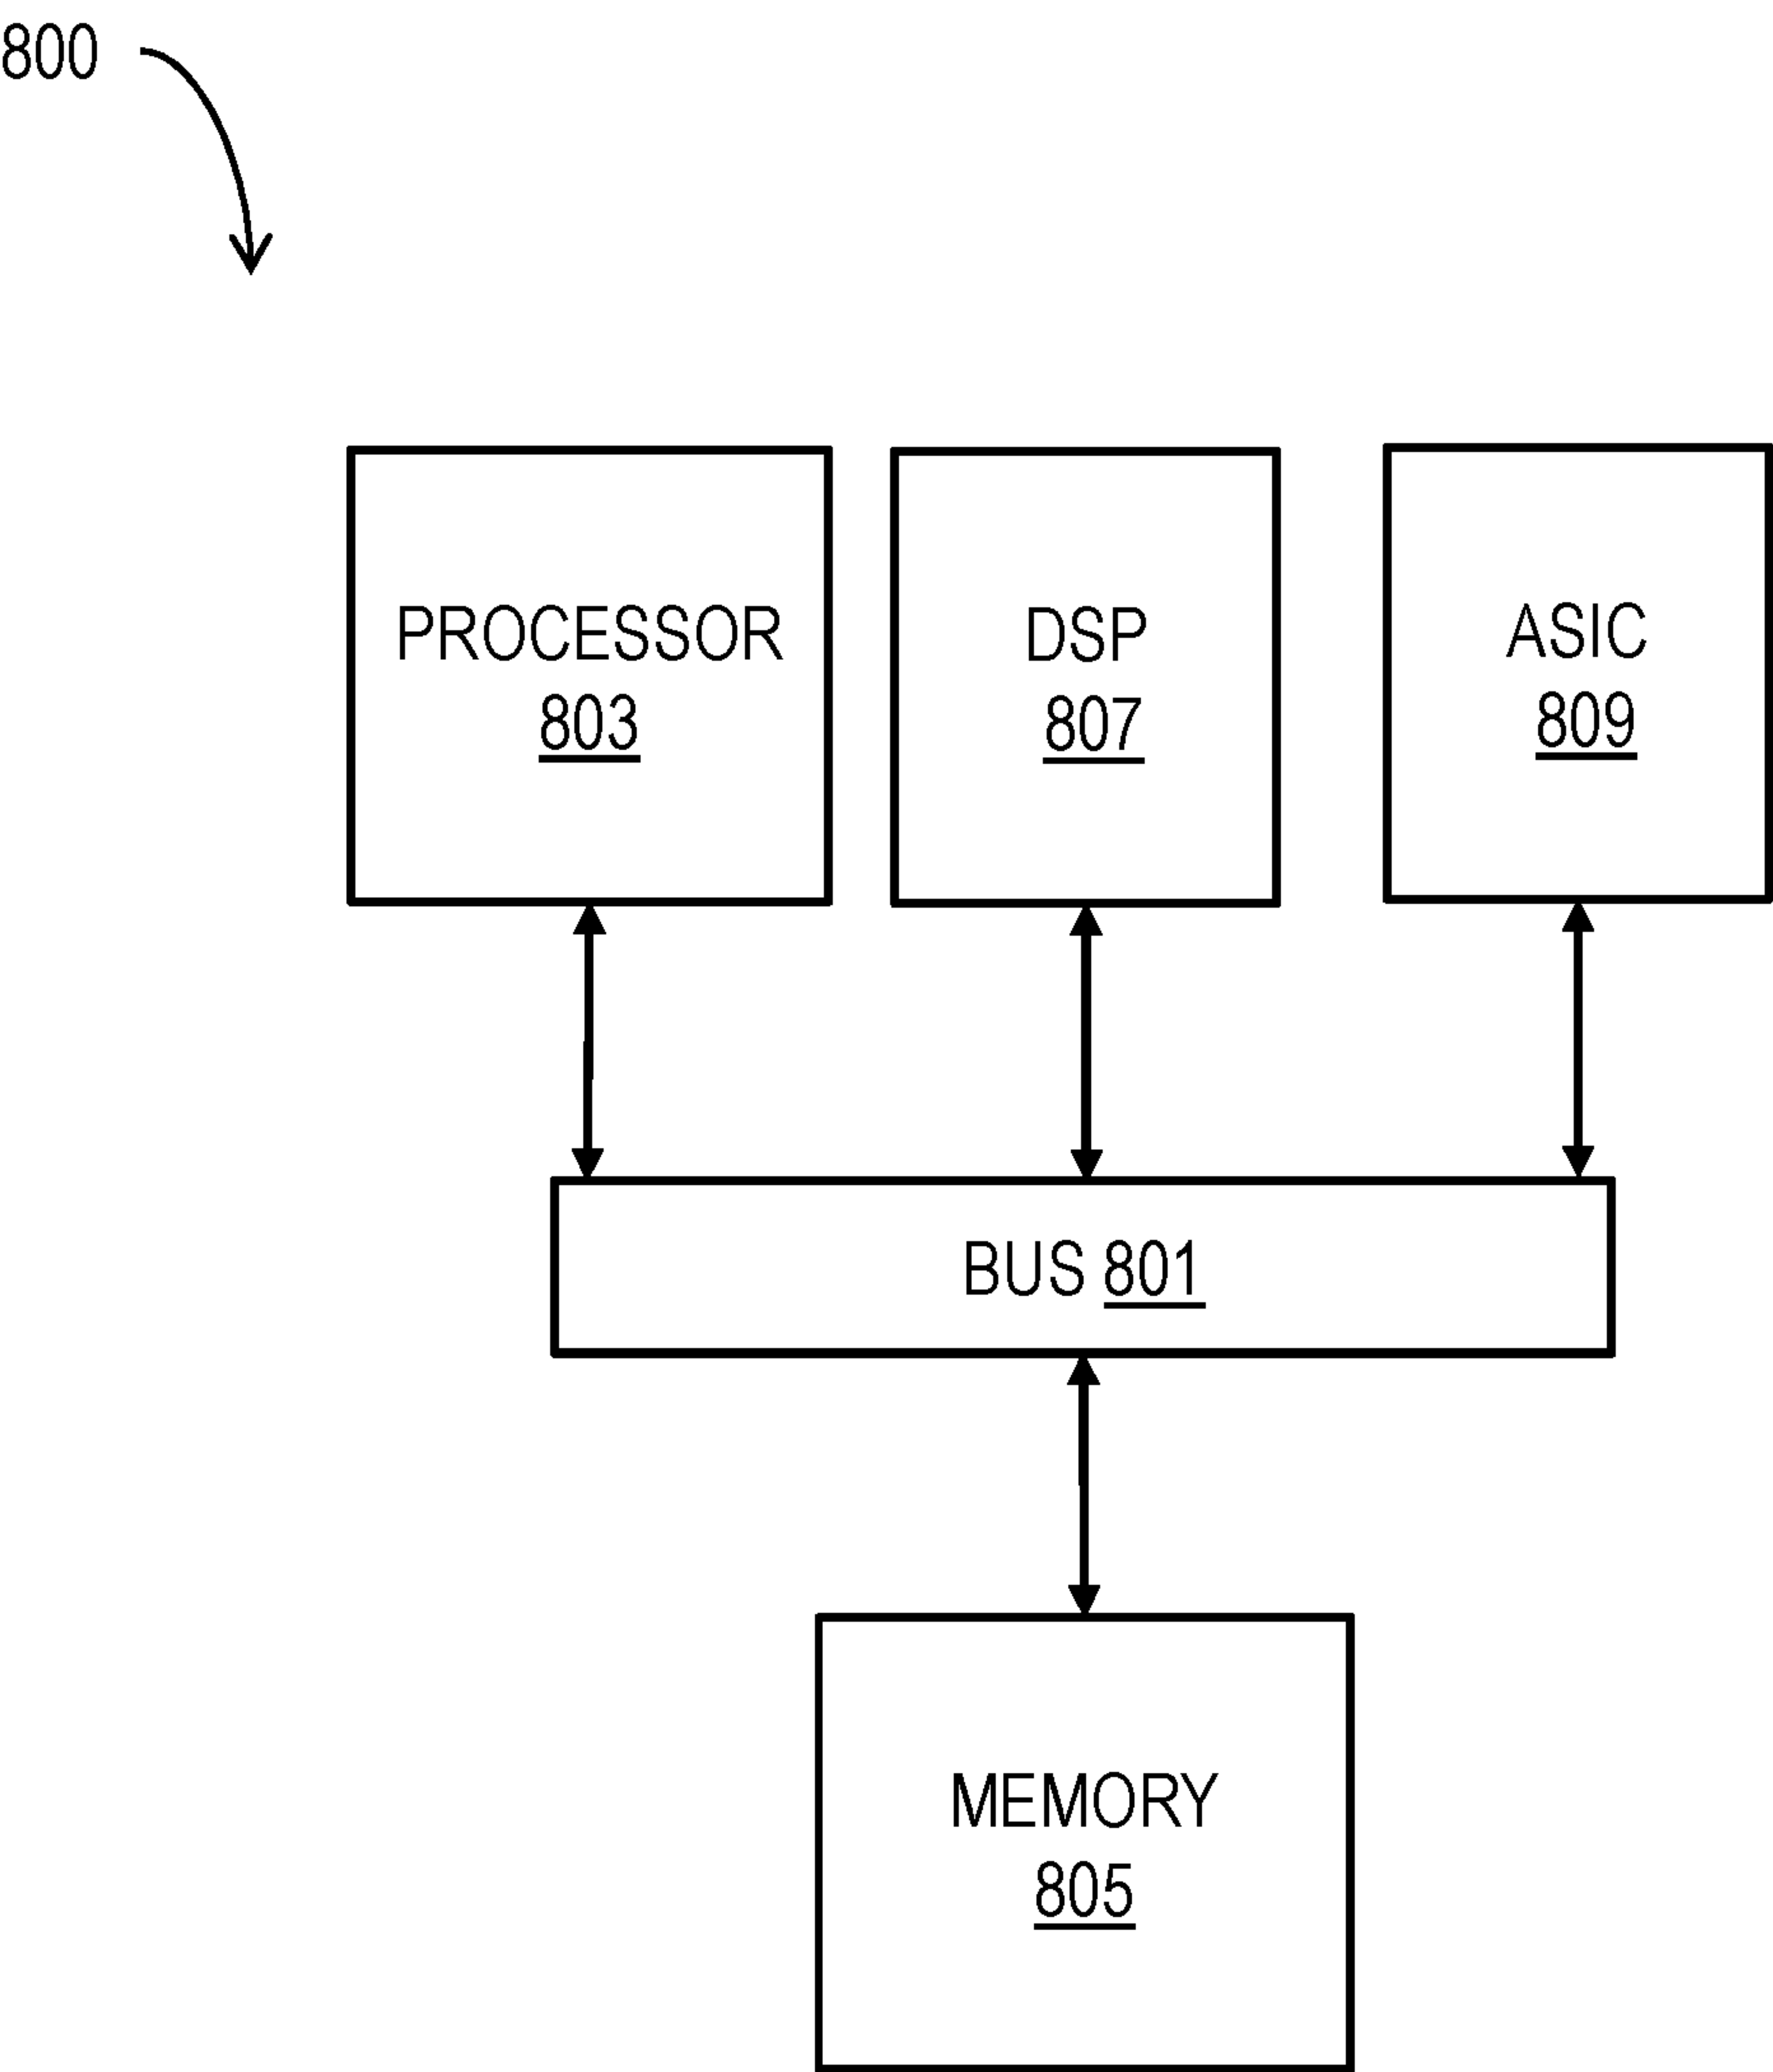 800
PROCESSOR
803
DSP
807
ASIC
809
BUS 801
MEMORY
805